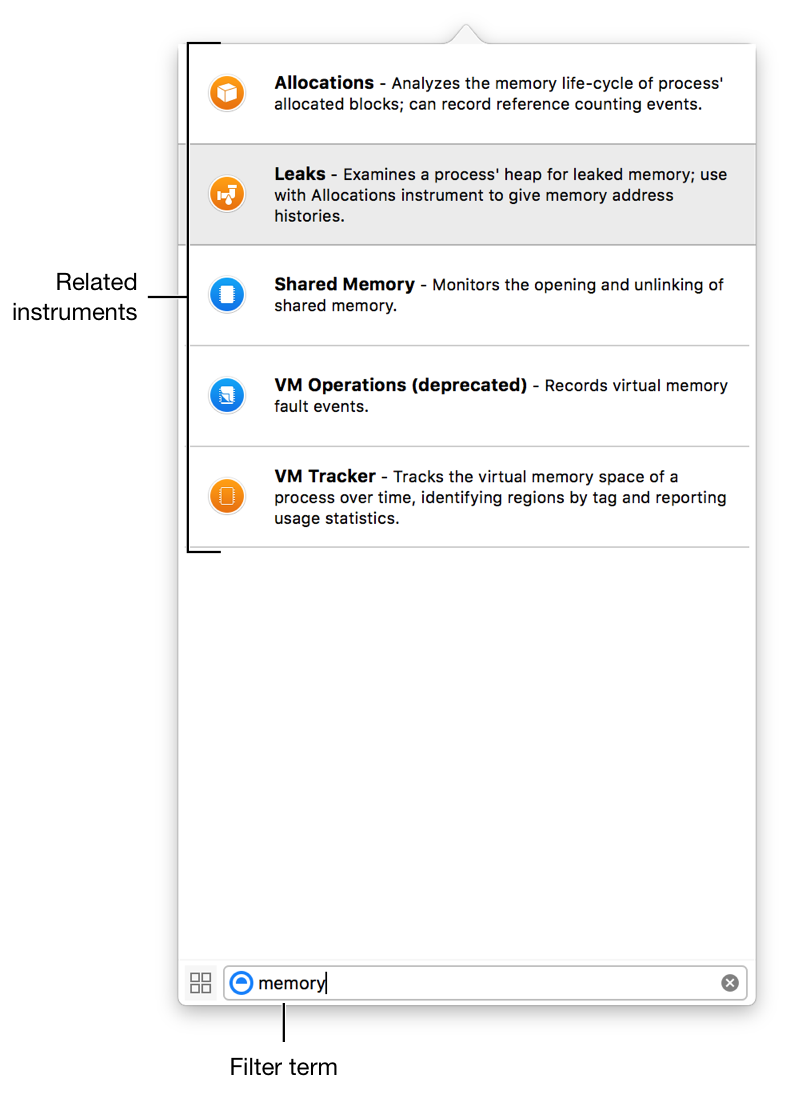 Allocations - Analyzes the memory life-cycle of process'
allocated blocks; can record reference counting events.
Leaks - Examines a process' heap for leaked memory; use
with Allocations instrument to give memory address
histories.
Related
instruments
Shared Memory - Monitors the opening and unlinking of
shared memory.
VM Operations (deprecated) - Records virtual memory
fault events.
VM Tracker - Tracks the virtual memory space of a
process over time, identifying regions by tag and reporting
usage statistics.
memory
Filter term